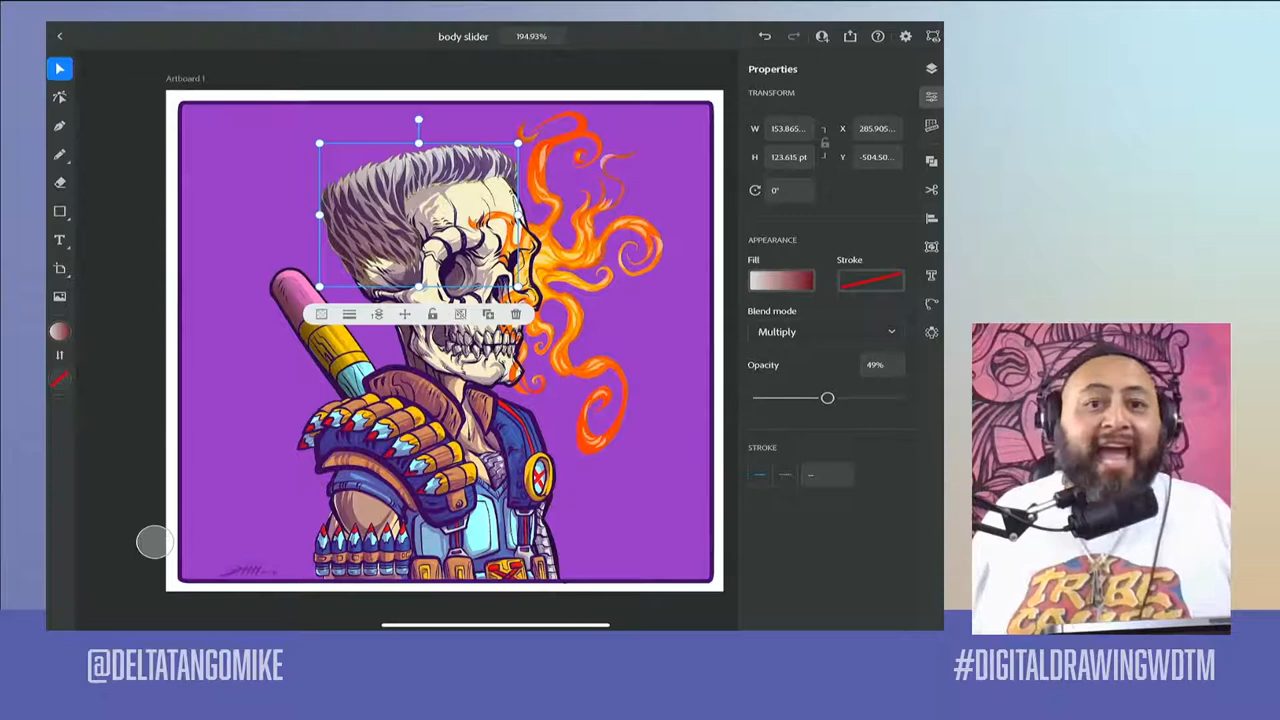 body slider
194.93%
Artboard 1
Properties
TRANSFORM
W 153.865... X 285.905...
H 123.615 pt Y -504.50...
0°
APPEARANCE
Fill Stroke
Blend mode
Multiply
Opacity 49%
STROKE
T
TRIBE
@DELTATANGOMIKE
#DIGITALDRAWINGWDTM